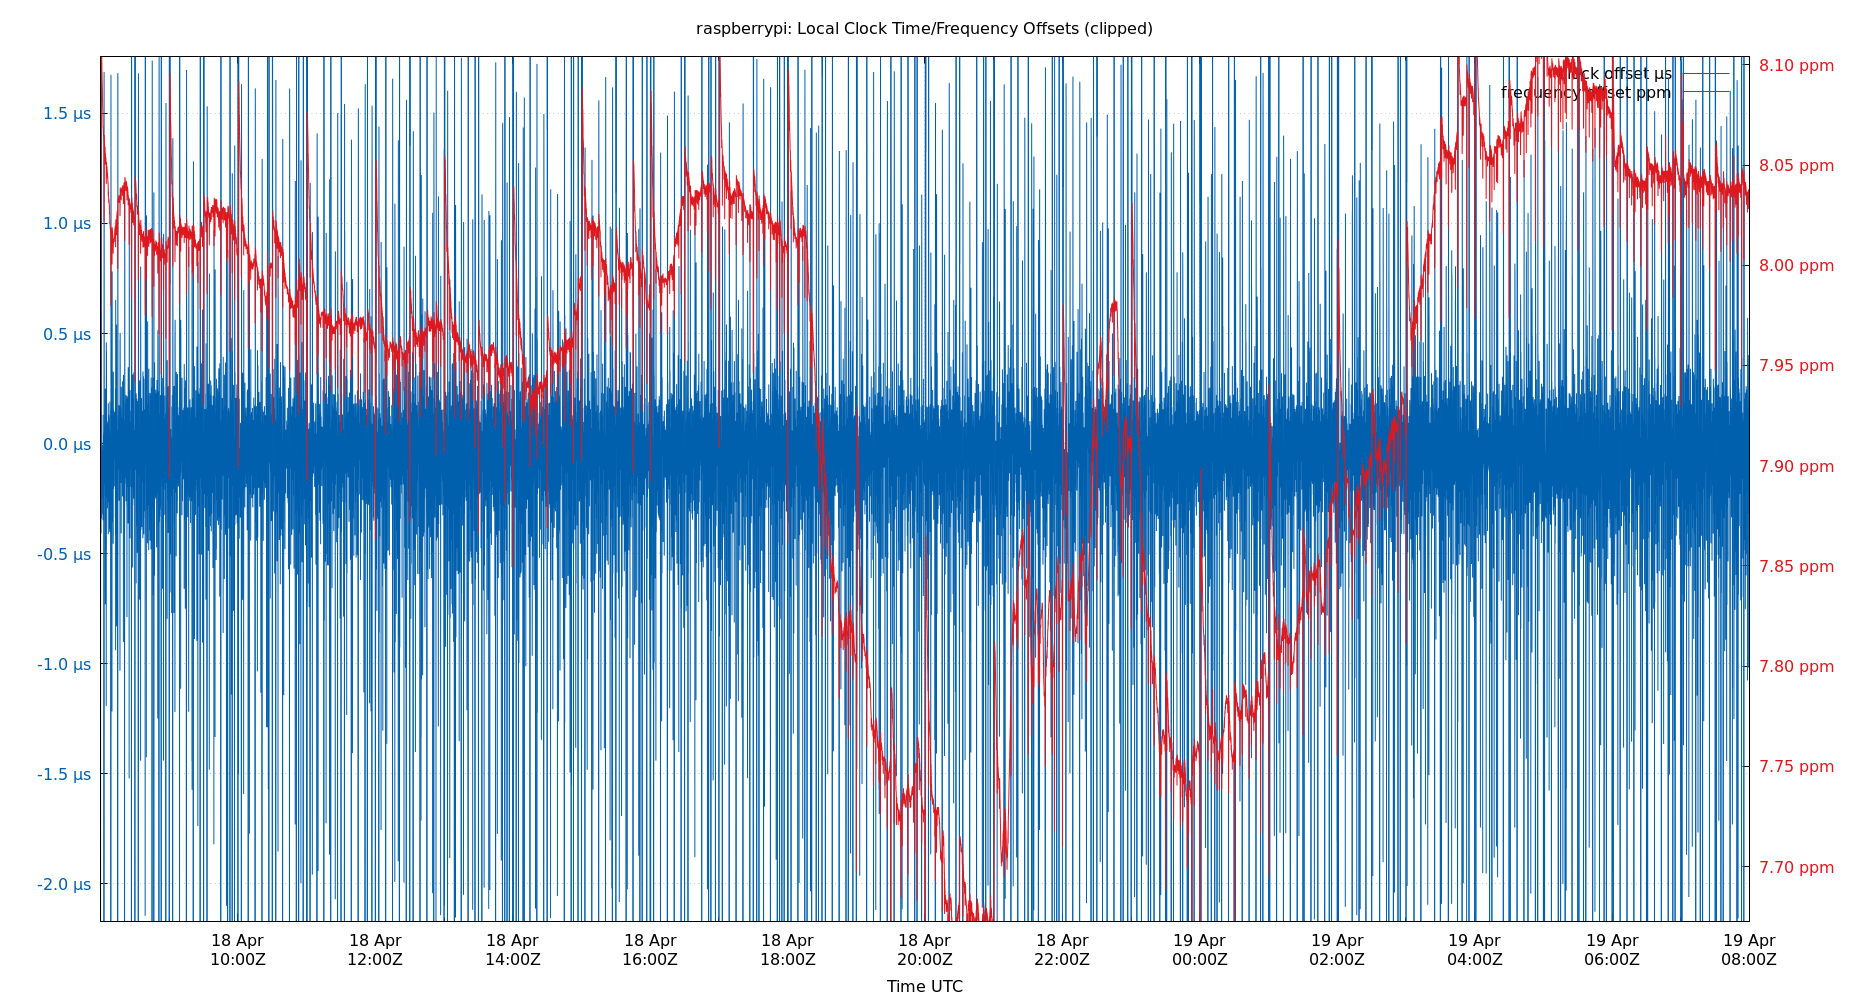 raspberrypi: Local Clock Time/Frequency Offsets (clipped)
8.10 ppm
clock offset µs
frequency offset ppm
1.5 µs
8.05 ppm
1.0 µs
8.00 ppm
0.5 µs
7.95 ppm
0.0 µs
7.90 ppm
-0.5 µs
7.85 ppm
-1.0 µs
7.80 ppm
-1.5 µs
7.75 ppm
7.70 ppm
-2.0 µs
18 Apr 18 Apr 18 Apr 18 Apr 18 Apr 18 Apr 18 Apr 19 Apr 19 Apr 19 Apr 19 Apr 19 Apr
10:00Z 12:00Z 14:00Z 16:00Z 18:00Z 20:00Z 22:00Z 00:00Z 02:00Z 04:00Z 06:00Z 08:00Z
Time UTC